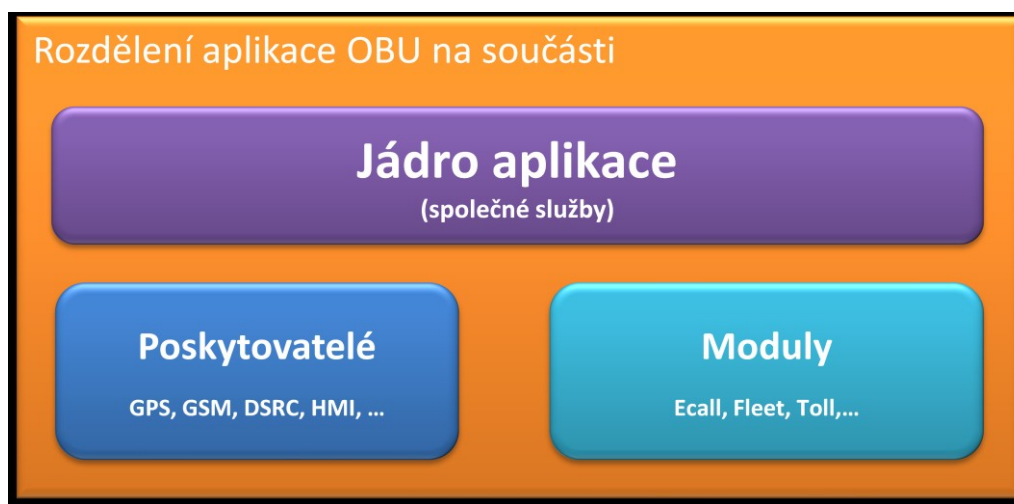 Rozdělení aplikace OBU na součásti
Jádro aplikace
(společné služby)
Poskytovatelé
GPS, GSM, DSRC, HMI, ...
Moduly
Ecall, Fleet, Toll,...